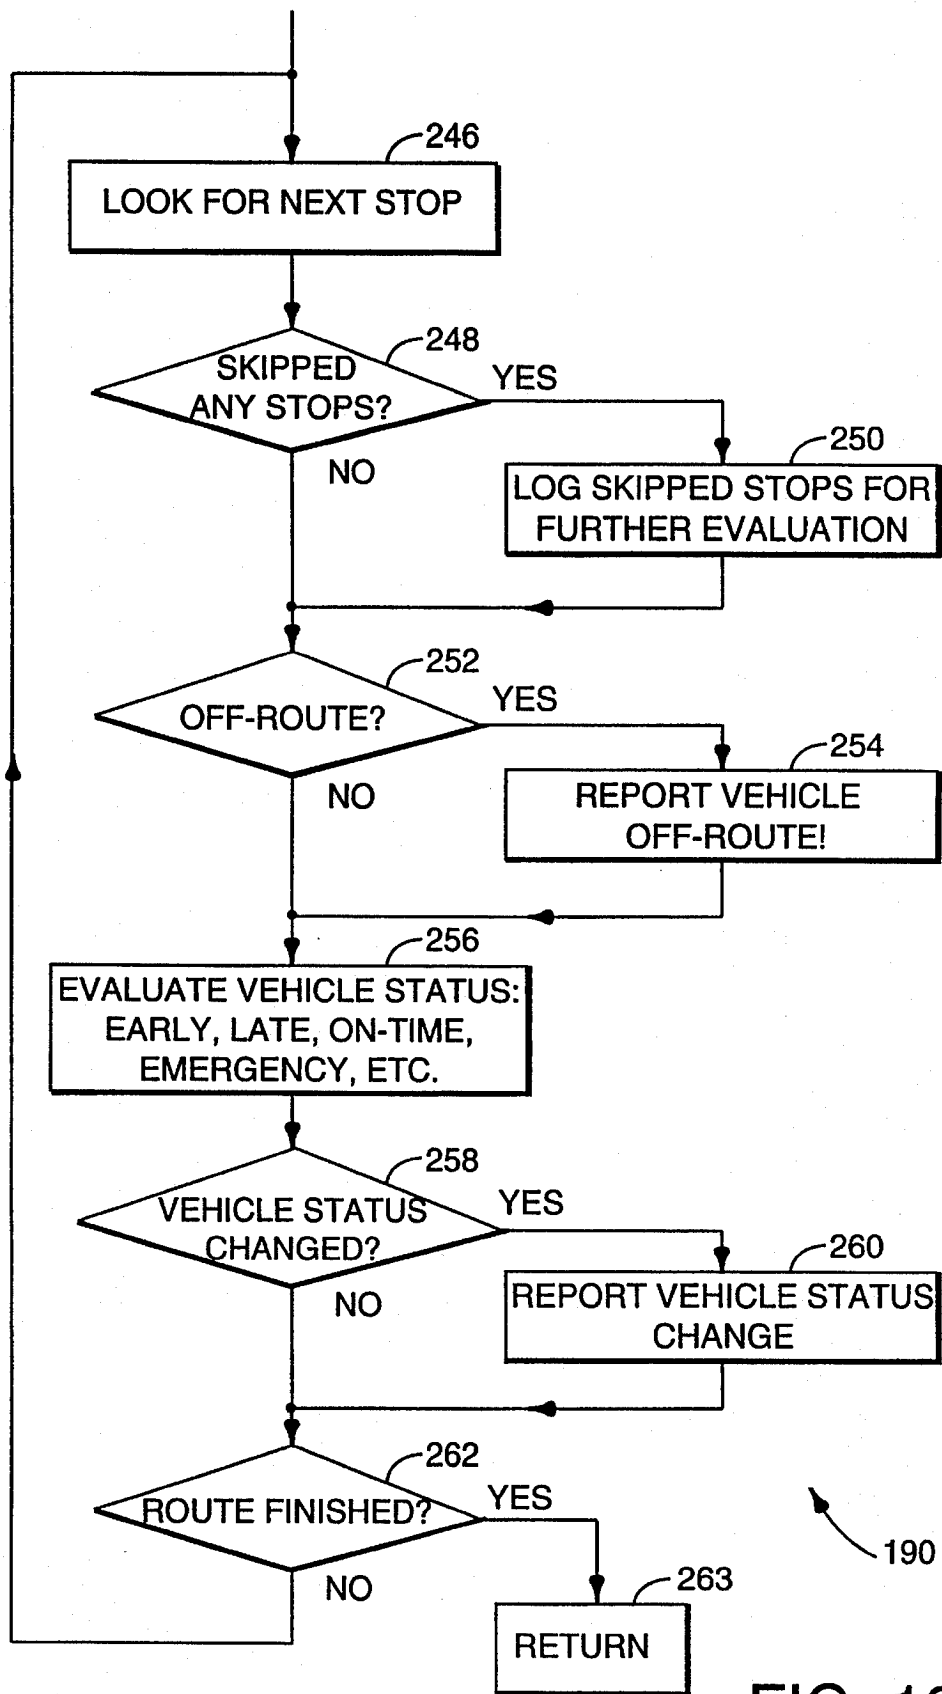 246
LOOK FOR NEXT STOP
248
SKIPPED
ANY STOPS?
YES
NO
250
LOG SKIPPED STOPS FOR
FURTHER EVALUATION
252
OFF-ROUTE?
YES
NO
254
REPORT VEHICLE
OFF-ROUTE!
256
EVALUATE VEHICLE STATUS:
EARLY, LATE, ON-TIME,
EMERGENCY, ETC.
258
VEHICLE STATUS
CHANGED?
YES
NO
260
REPORT VEHICLE STATUS
CHANGE
262
ROUTE FINISHED?
YES
NO
190
263
RETURN
FIG.